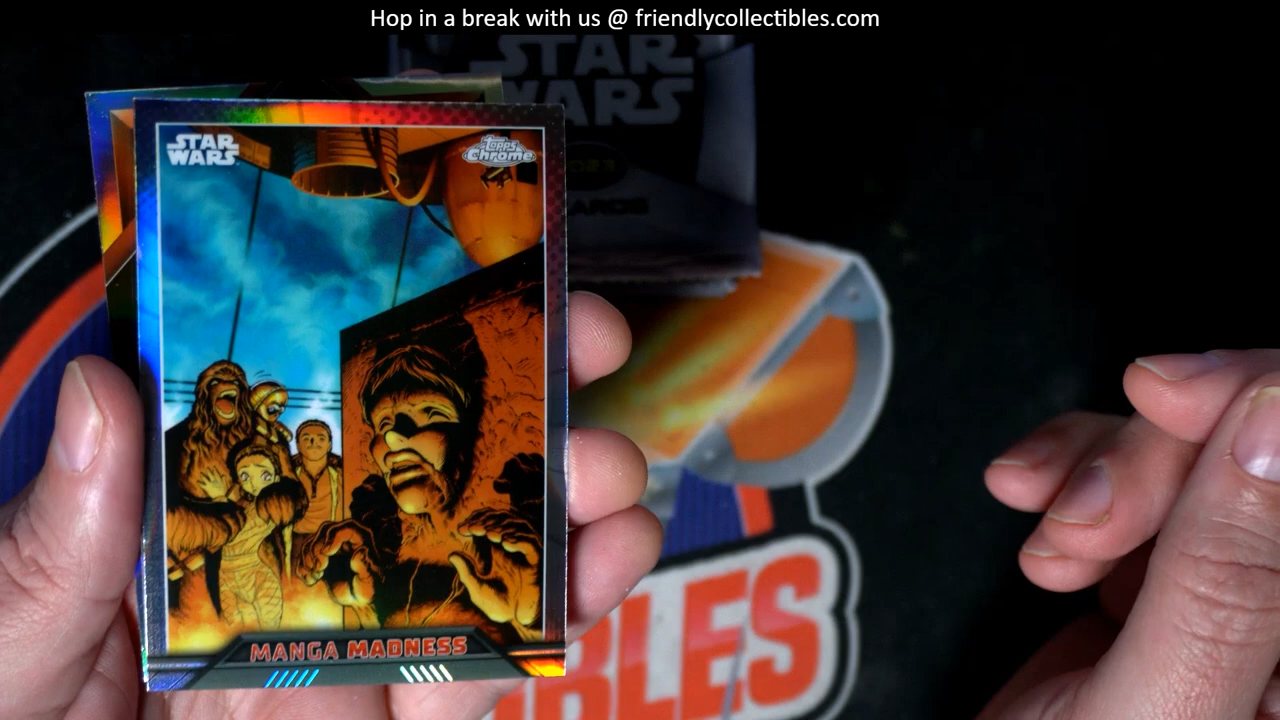 Hop in a break with us @ friendlycollectibles.com
STAR
WARS
STAR
WARS
Topps
Chrome
MANGA MADNESS
BLES